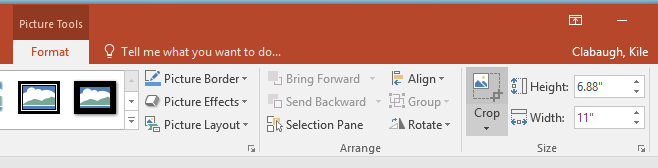 Picture Tools
Format
Tell me what you want to do...
Clabaugh, Kile
Picture Border
Picture Effects
Picture Layout
Bring Forward
Send Backward
Selection Pane
Align
Group
Rotate
Arrange
Crop
Height: 6.88"
Width: 11"
Size